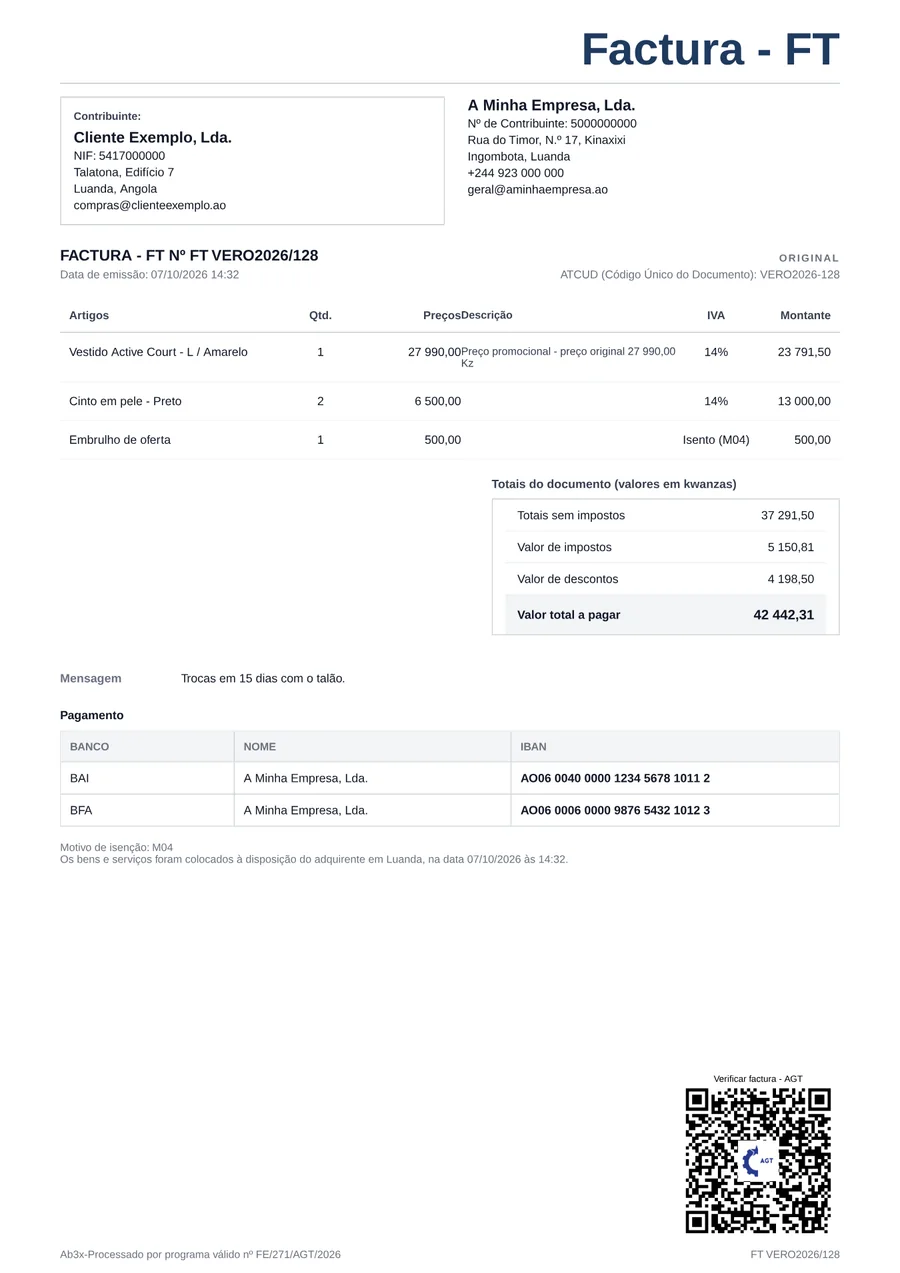 Factura - FT
Contribuinte:
Cliente Exemplo, Lda.
NIF: 5417000000
Talatona, Edifício 7
Luanda, Angola
compras@clienteexemplo.ao
A Minha Empresa, Lda.
Nº de Contribuinte: 5000000000
Rua do Timor, N.º 17, Kinaxixi
Ingombota, Luanda
+244 923 000 000
geral@aminhaempresa.ao
FACTURA - FT Nº FT VERO2026/128
ORIGINAL
Data de emissão: 07/10/2026 14:32
ATCUD (Código Único do Documento): VERO2026-128
Artigos Qtd. Preços Descrição IVA Montante
Vestido Active Court - L / Amarelo 1 27 990,00 Preço promocional - preço original 27 990,00 14% 23 791,50
Kz
Cinto em pele - Preto 2 6 500,00 14% 13 000,00
Embrulho de oferta 1 500,00 Isento (M04) 500,00
Totais do documento (valores em kwanzas)
Totais sem impostos 37 291,50
Valor de impostos 5 150,81
Valor de descontos 4 198,50
Valor total a pagar 42 442,31
Mensagem Trocas em 15 dias com o talão.
Pagamento
BANCO NOME IBAN
BAI A Minha Empresa, Lda. AO06 0040 0000 1234 5678 1011 2
BFA A Minha Empresa, Lda. AO06 0006 0000 9876 5432 1012 3
Motivo de isenção: M04
Os bens e serviços foram colocados à disposição do adquirente em Luanda, na data 07/10/2026 às 14:32.
Verificar factura - AGT
AGT
Ab3x-Processado por programa válido nº FE/271/AGT/2026
FT VERO2026/128